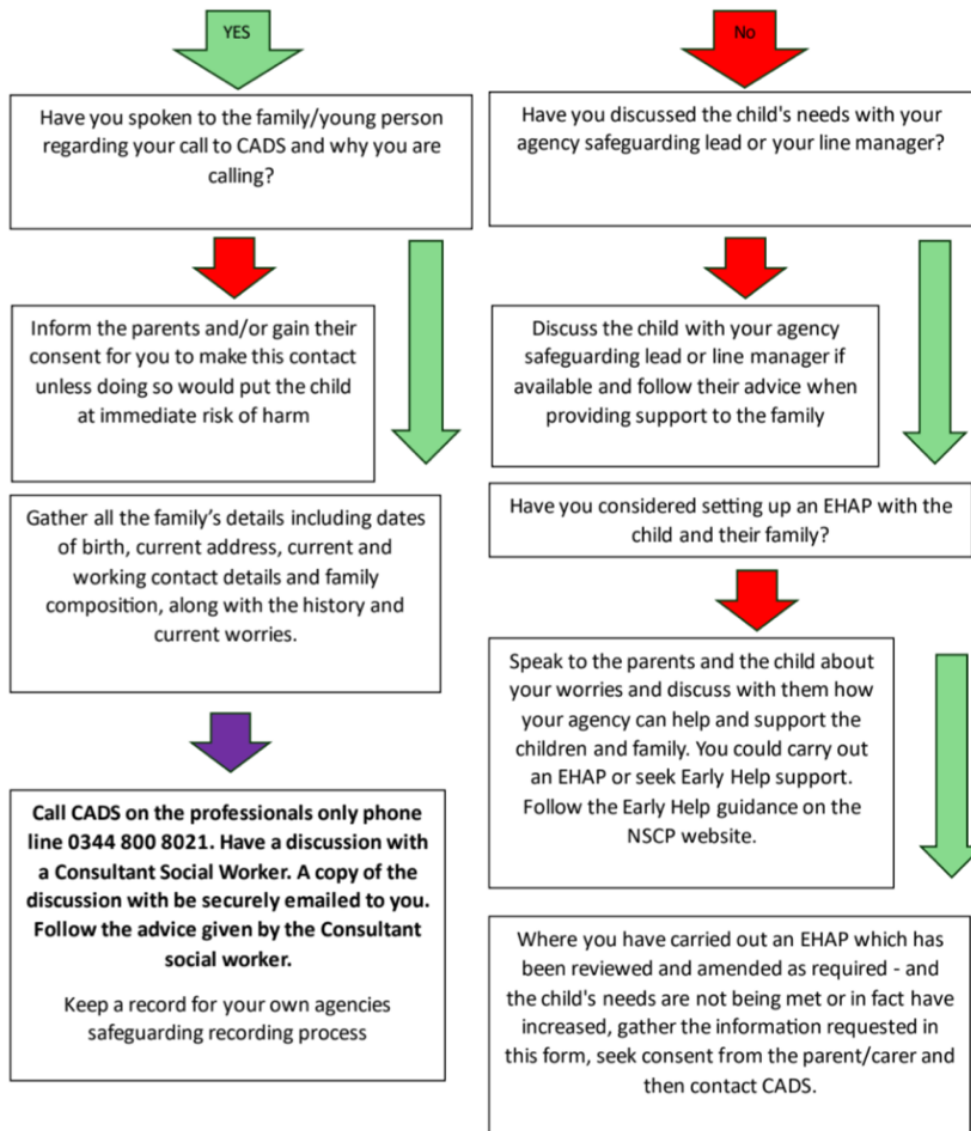 YES
Have you spoken to the family/young person
regarding your call to CADS and why you are
calling?
Inform the parents and/or gain their
consent for you to make this contact
unless doing so would put the child
at immediate risk of harm
Gather all the family's details including dates
of birth, current address, current and
working contact details and family
composition, along with the history and
current worries.
Call CADS on the professionals only phone
line 0344 800 8021. Have a discussion with
a Consultant Social Worker. A copy of the
discussion with be securely emailed to you.
Follow the advice given by the Consultant
social worker.
Keep a record for your own agencies
safeguarding recording process
No
Have you discussed the child's needs with your
agency safeguarding lead or your line manager?
Discuss the child with your agency
safeguarding lead or line manager if
available and follow their advice when
providing support to the family
Have you considered setting up an EHAP with the
child and their family?
Speak to the parents and the child about
your worries and discuss with them how
your agency can help and support the
children and family. You could carry out
an EHAP or seek Early Help support.
Follow the Early Help guidance on the
NSCP website.
Where you have carried out an EHAP which has
been reviewed and amended as required - and
the child's needs are not being met or in fact have
increased, gather the information requested in
this form, seek consent from the parent/carer and
then contact CADS.